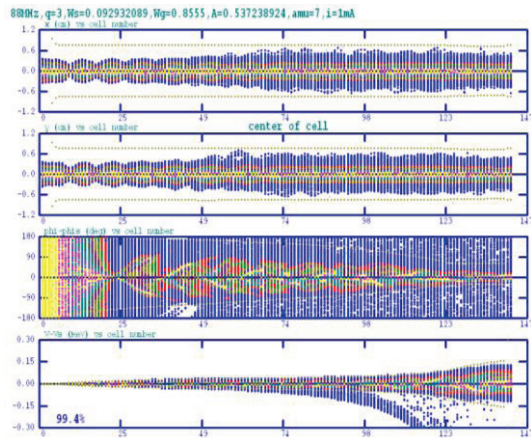 88MHz,q=3,Ws=0.092932089,Wg=0.8555,A=0.537238924,amu=7,i=1mA
x (cm) vs cell number
1.2
0.6
0.0
-0.6
-1.2
0 25 49 74 98 123 147
y (cm) vs cell number center of cell
1.2
0.6
0.0
-0.6
-1.2
0 25 49 74 98 123 147
phi-phis (deg) vs cell number
180
90
0
-90
-180
0 25 49 74 98 123 147
W-Ws (mev) vs cell number
0.30
0.15
0.00
-0.15
-0.30
99.4%
0 25 49 74 98 123 147